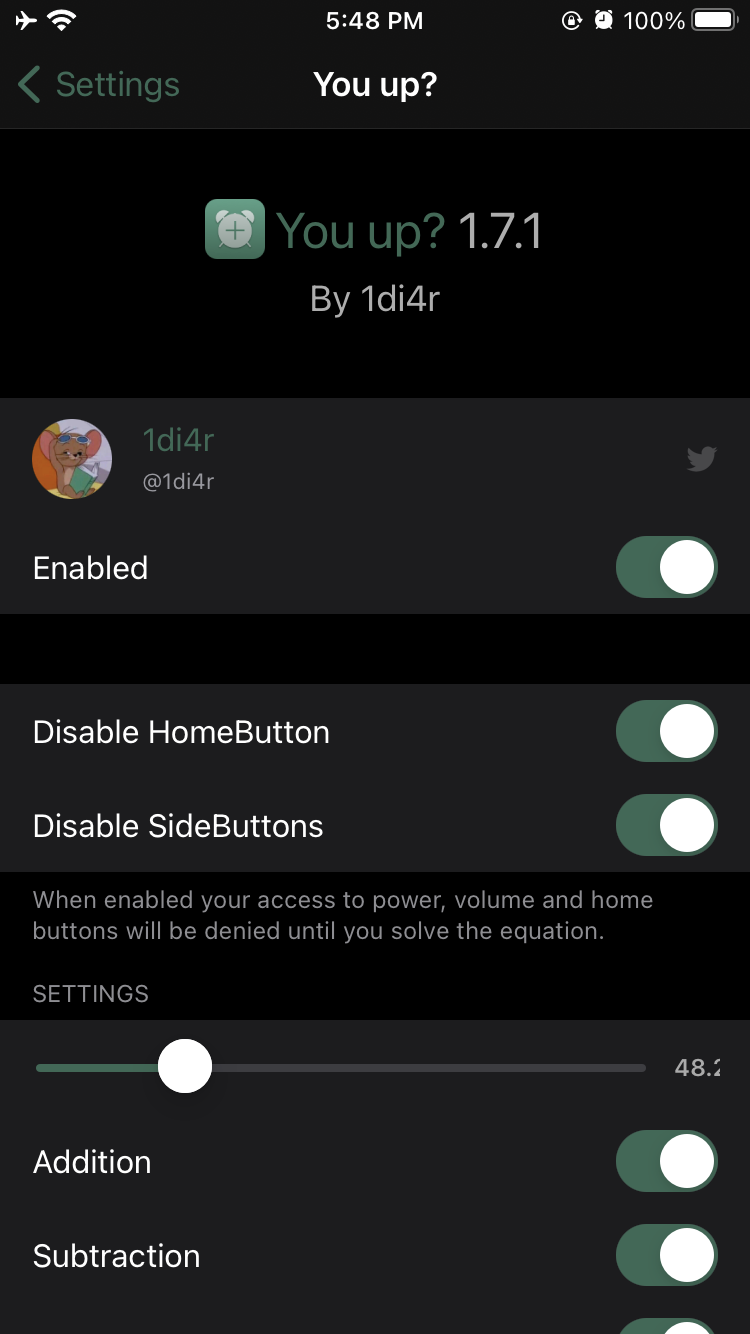 5:48 PM
100%
Settings
You up?
You up? 1.7.1
By 1di4r
1di4r
@1di4r
Enabled
Disable HomeButton
Disable SideButtons
When enabled your access to power, volume and home
buttons will be denied until you solve the equation.
SETTINGS
48.2
Addition
Subtraction